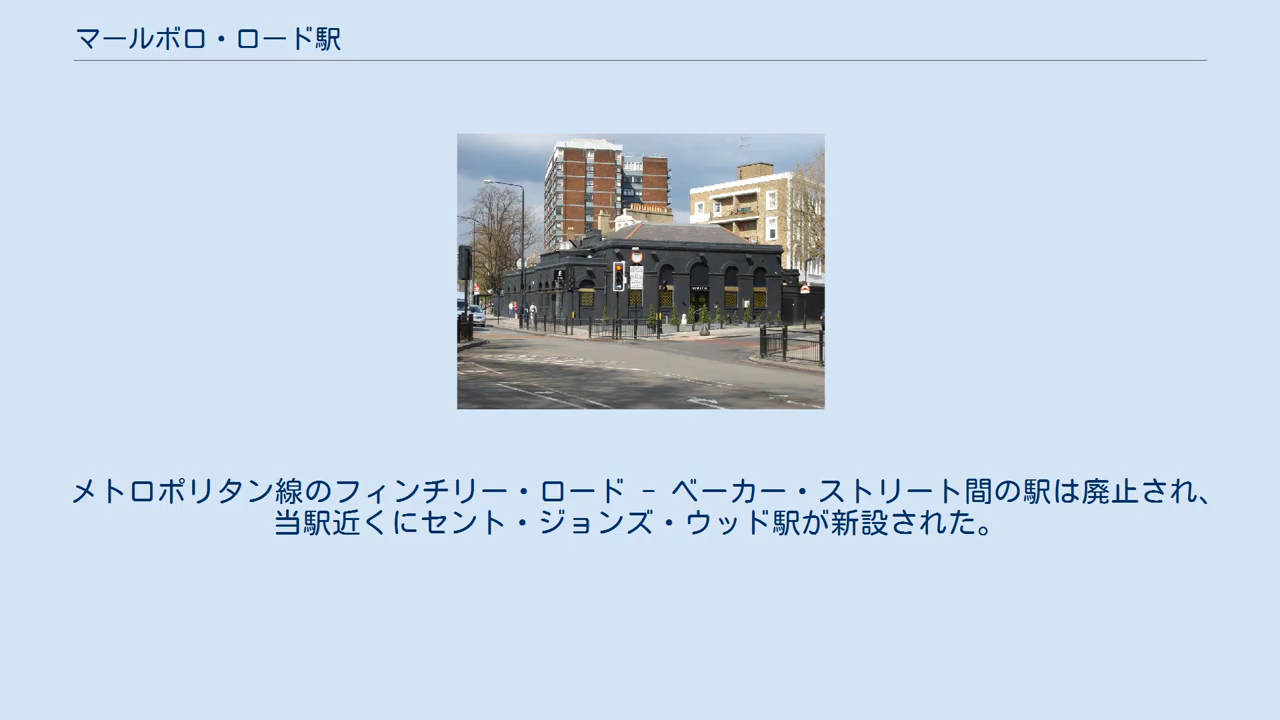 マールボロ・ロード駅
メトロポリタン線のフィンチリー・ロード - ベーカー・ストリート間の駅は廃止され、
当駅近くにセント・ジョンズ・ウッド駅が新設された。